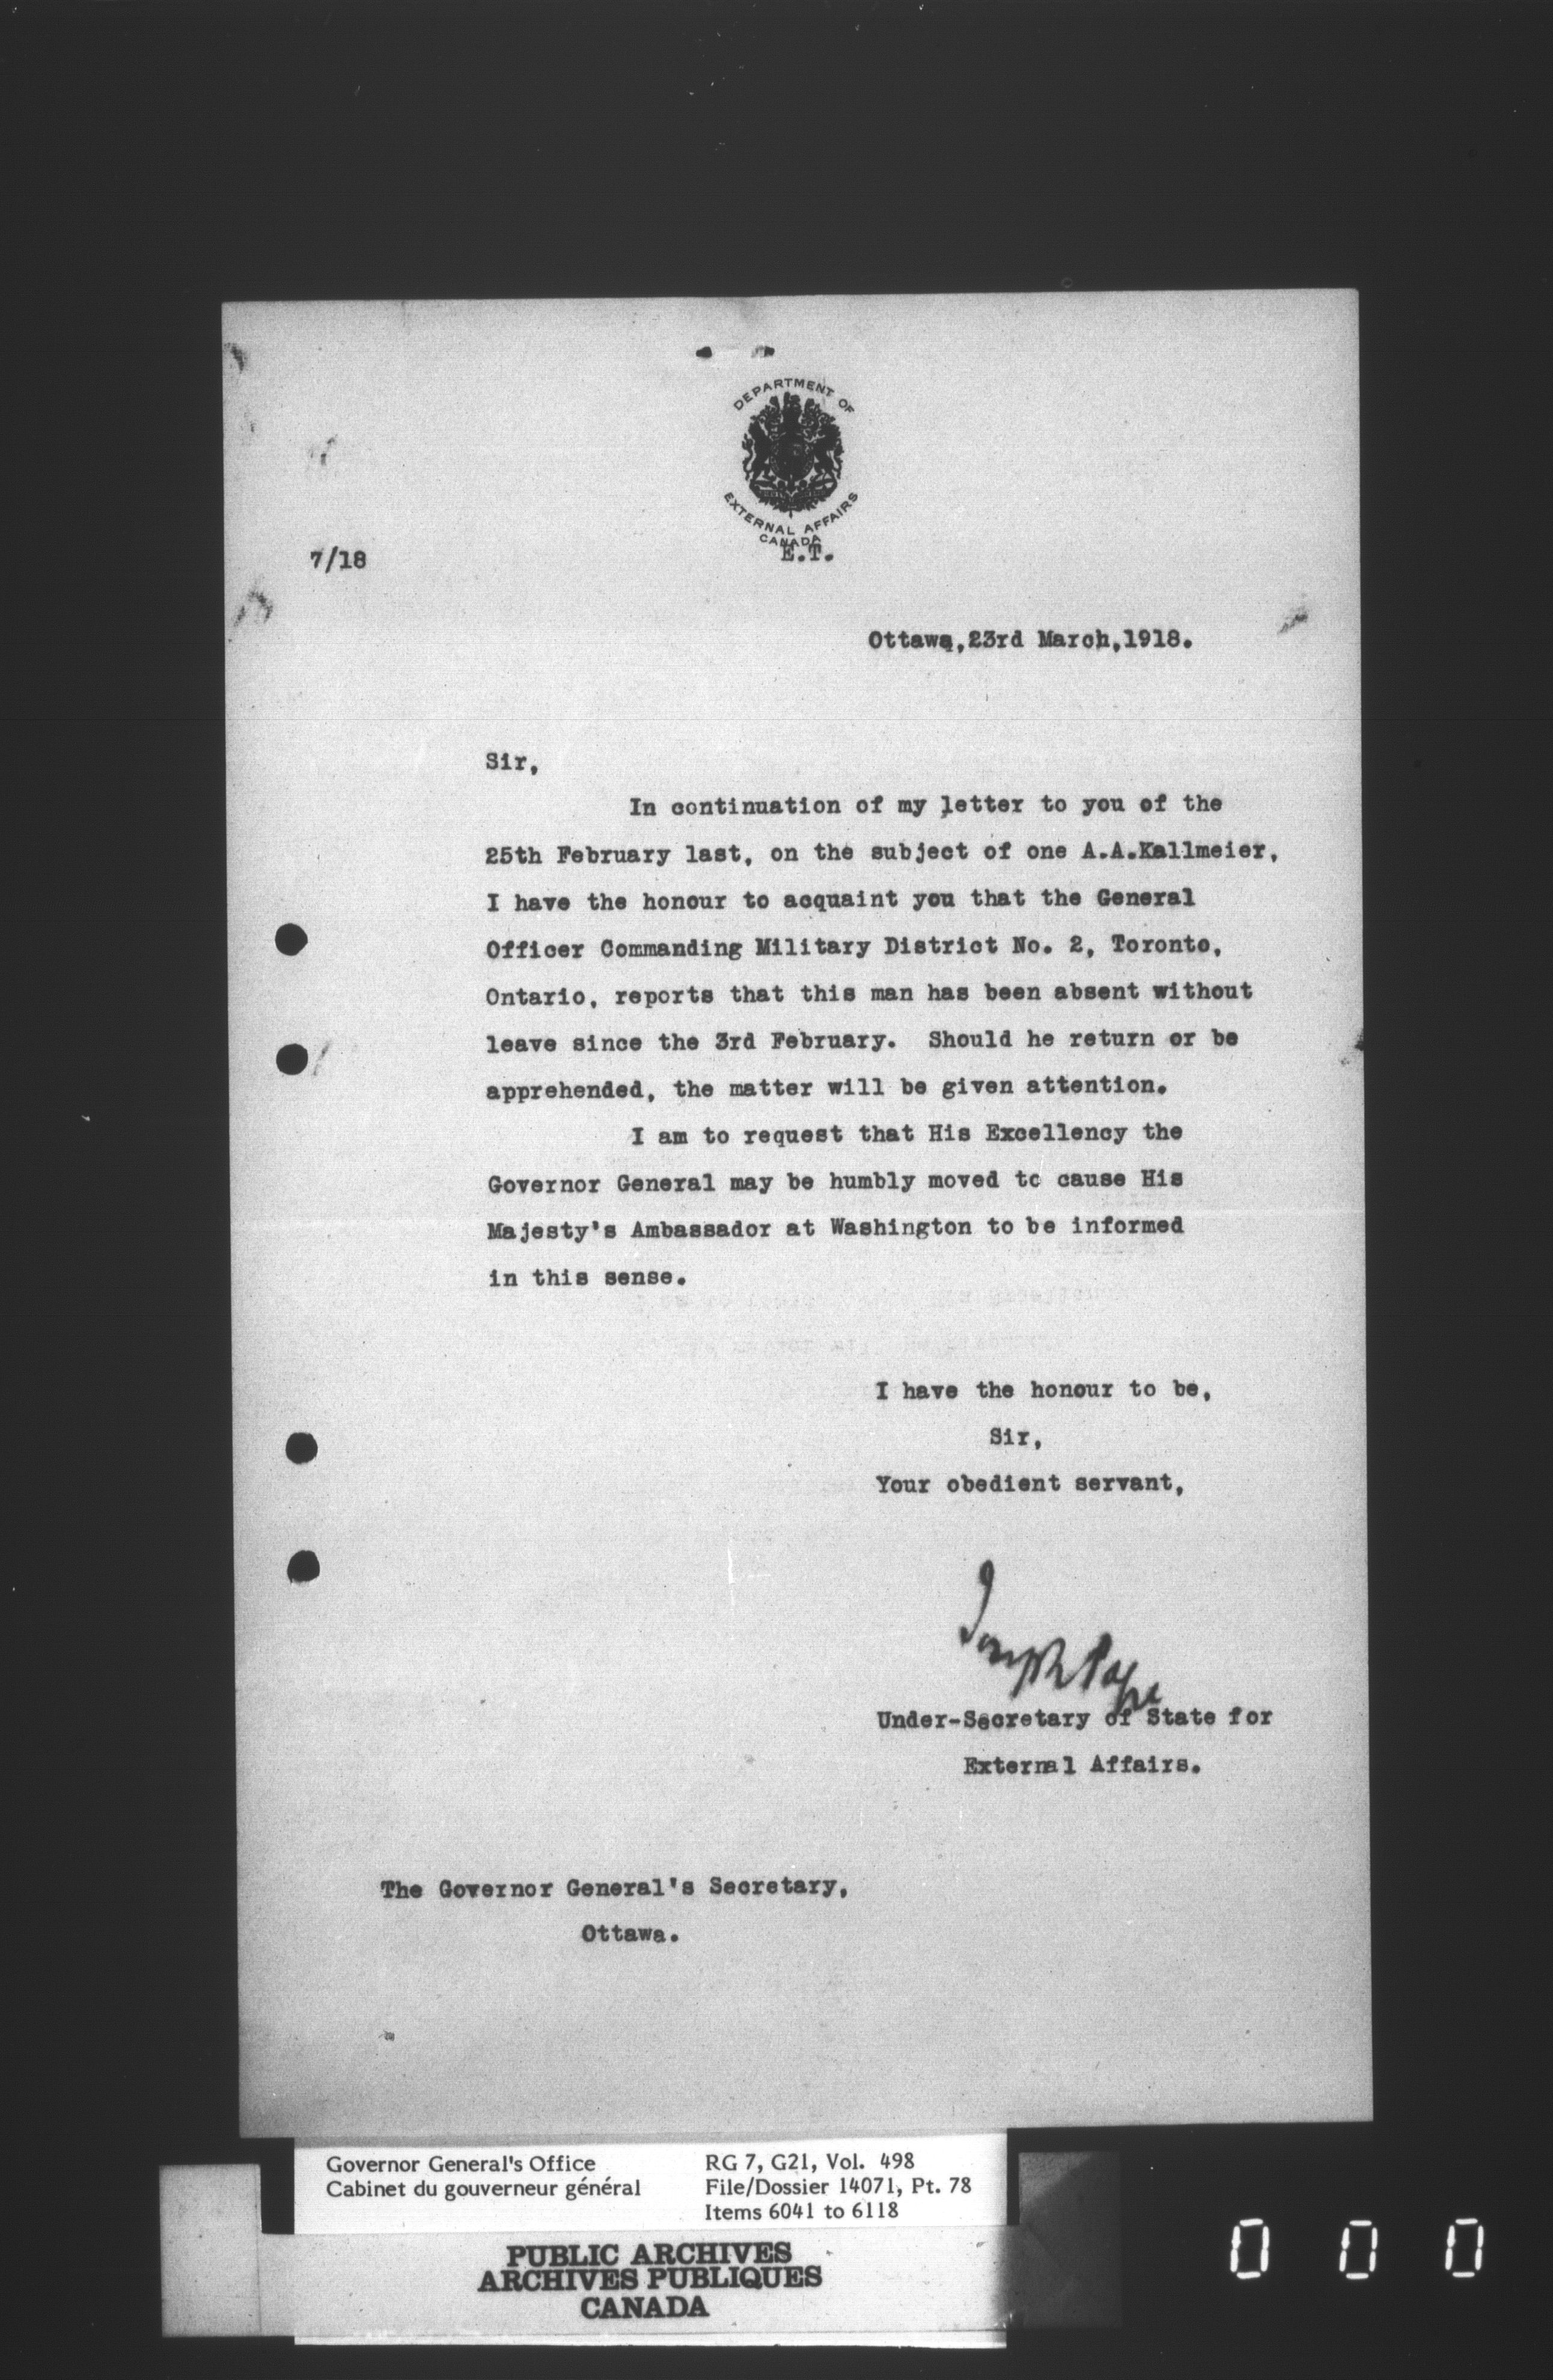 DEPARTMENT OF
EXTERNAL AFFAIRS
CANADA
E.T.
7/18
Ottawa,23rd March,1918.
Sir,
In continuation of my letter to you of the
25th February last, on the subject of one A.A.Kallmeier,
I have the honour to acquaint you that the General
Officer Commanding Military District No. 2, Toronto,
Ontario, reports that this man has been absent without
leave since the 3rd February. Should he return or be
apprehended, the matter will be given attention.
I am to request that His Excellency the
Governor General may be humbly moved to cause His
Majesty's Ambassador at Washington to be informed
in this sense.
I have the honour to be,
Sir,
Your obedient servant,
Joseph Pope
Under-Secretary of State for
External Affairs.
The Governor General's Secretary,
Ottawa.
Governor General's Office
Cabinet du gouverneur général
RG 7, G21, Vol. 498
File/Dossier 14071, Pt. 78
Items 6041 to 6118
PUBLIC ARCHIVES
ARCHIVES PUBLIQUES
CANADA
0 0 0